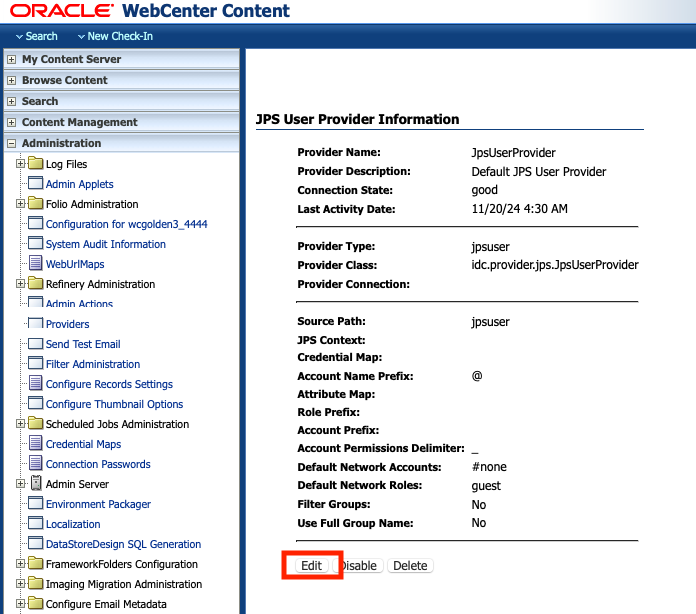 ORACLE® WebCenter Content
Search New Check-In
My Content Server
Browse Content
Search
Content Management
Administration
Log Files
Admin Applets
Folio Administration
Configuration for wcgolden3_4444
System Audit Information
WebUrlMaps
Refinery Administration
Admin Actions
Providers
Send Test Email
Filter Administration
Configure Records Settings
Configure Thumbnail Options
Scheduled Jobs Administration
Credential Maps
Connection Passwords
Admin Server
Environment Packager
Localization
DataStoreDesign SQL Generation
FrameworkFolders Configuration
Imaging Migration Administration
Configure Email Metadata
JPS User Provider Information
Provider Name: JpsUserProvider
Provider Description: Default JPS User Provider
Connection State: good
Last Activity Date: 11/20/24 4:30 AM
Provider Type: jpsuser
Provider Class: idc.provider.jps.JpsUserProvider
Provider Connection:
Source Path: jpsuser
JPS Context:
Credential Map:
Account Name Prefix: @
Attribute Map:
Role Prefix:
Account Prefix:
Account Permissions Delimiter: _
Default Network Accounts: #none
Default Network Roles: guest
Filter Groups: No
Use Full Group Name: No
Edit Disable Delete